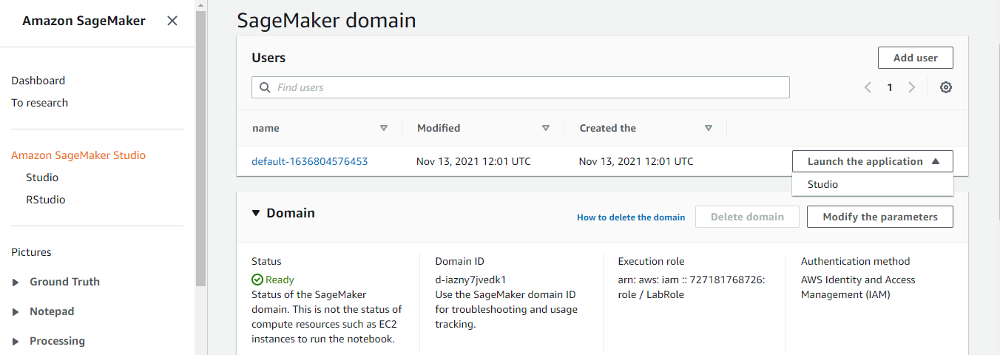 Amazon SageMaker
Dashboard
To research
Amazon SageMaker Studio
Studio
RStudio
Pictures
Ground Truth
Notepad
Processing
SageMaker domain
Users
Add user
Find users
1
name Modified Created the
default-1636804576453 Nov 13, 2021 12:01 UTC Nov 13, 2021 12:01 UTC Launch the application
Studio
Domain
How to delete the domain Delete domain Modify the parameters
Status
Ready
Status of the SageMaker
domain. This is not the status of
compute resources such as EC2
instances to run the notebook.
Domain ID
d-iazny7jvedk1
Use the SageMaker domain ID
for troubleshooting and usage
tracking.
Execution role
arn: aws: iam :: 727181768726:
role / LabRole
Authentication method
AWS Identity and Access
Management (IAM)